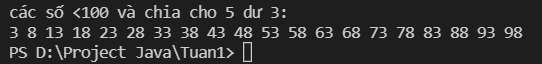 các số <100 và chia cho 5 dư 3:
3 8 13 18 23 28 33 38 43 48 53 58 63 68 73 78 83 88 93 98
PS D:\Project Java\Tuan1>